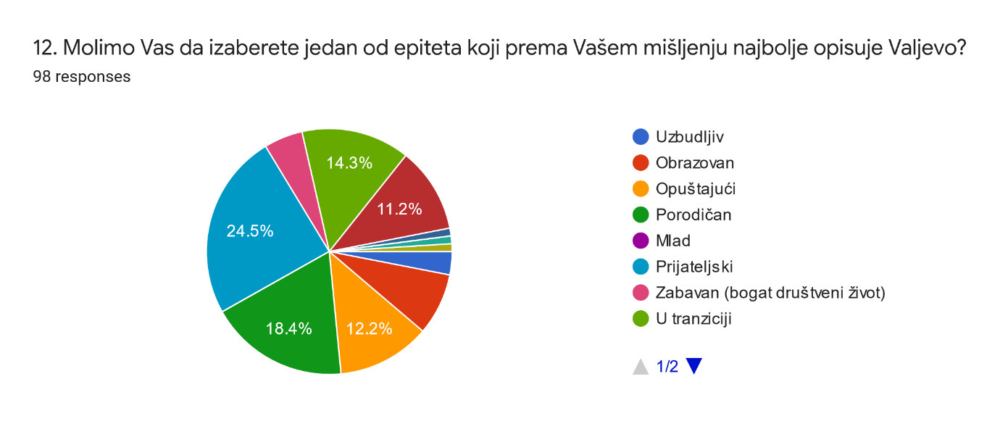 12. Molimo Vas da izaberete jedan od epiteta koji prema Vašem mišljenju najbolje opisuje Valjevo?
98 responses
14.3%
11.2%
24.5%
18.4%
12.2%
Uzbudljiv
Obrazovan
Opuštajući
Porodičan
Mlad
Prijateljski
Zabavan (bogat društveni život)
U tranziciji
1/2